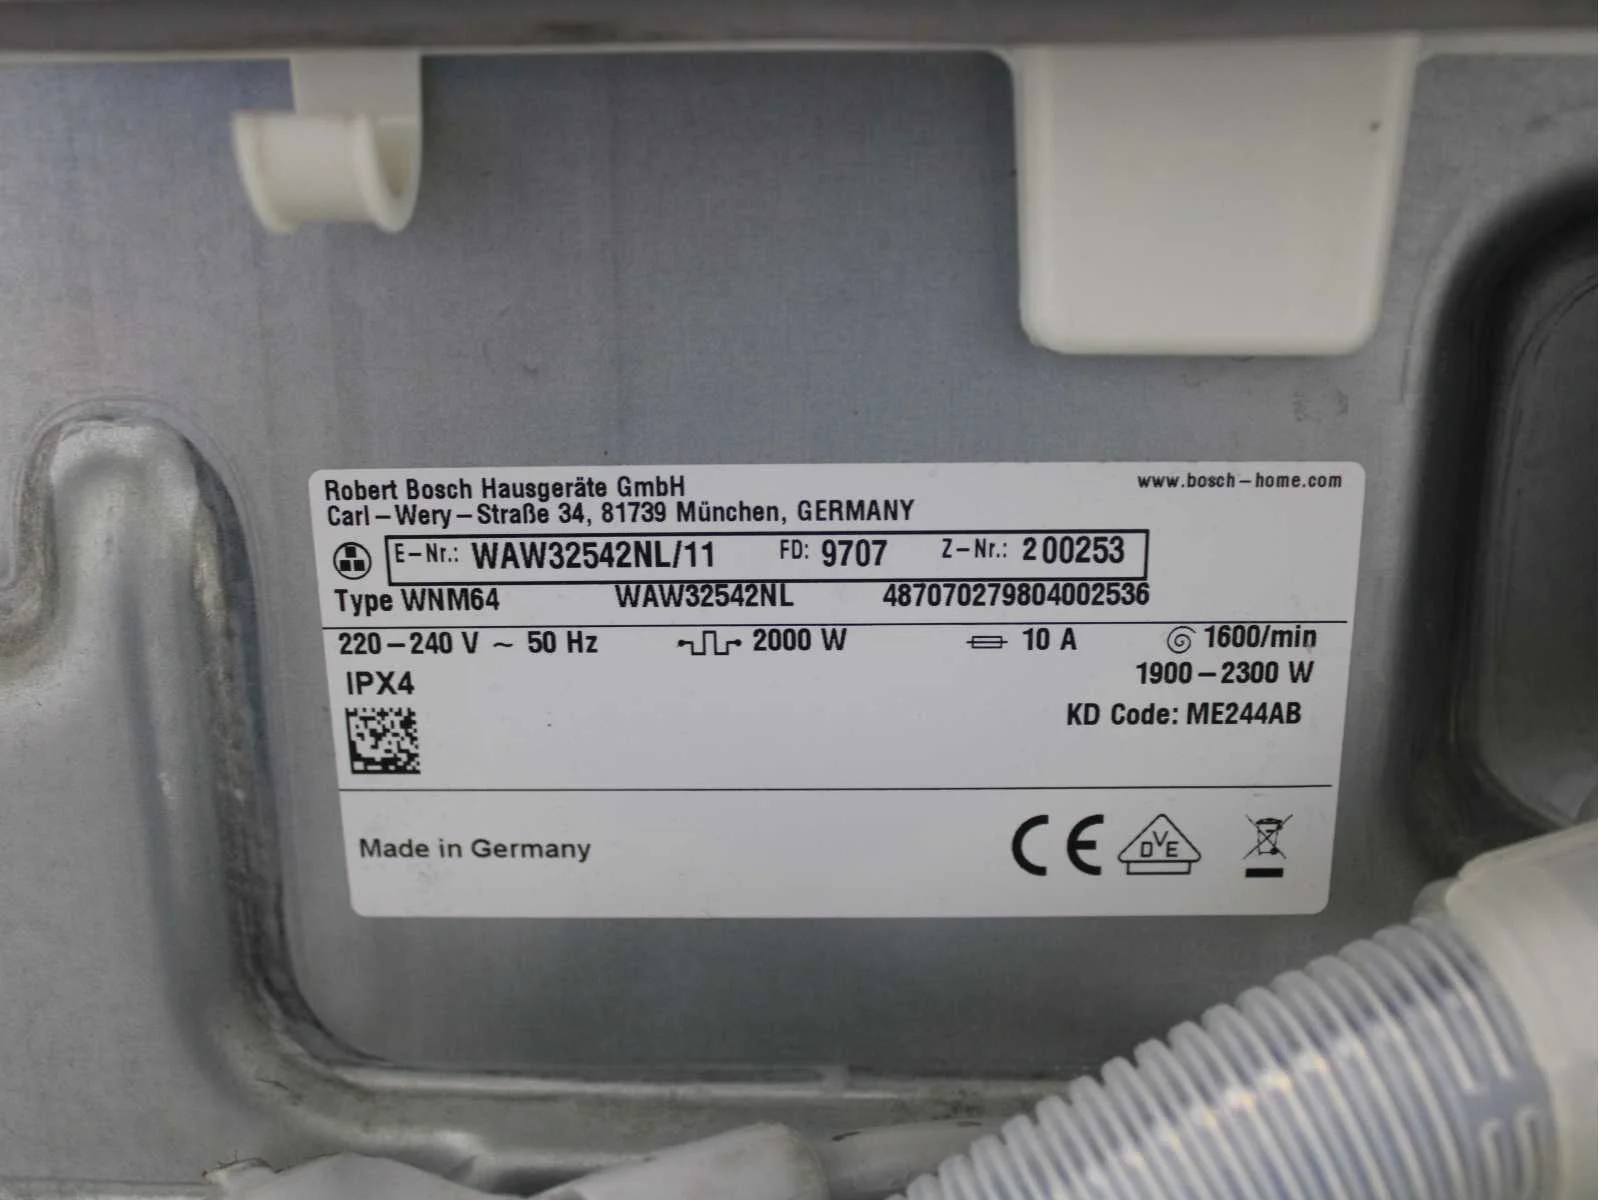 Robert Bosch Hausgeräte GmbH
www.bosch-home.com
Carl-Wery-Straße 34, 81739 München, GERMANY
E-Nr.: WAW32542NL/11 FD: 9707 Z-Nr.: 200253
Type WNM64 WAW32542NL 487070279804002536
220-240 V ~ 50 Hz 2000 W 10 A 1600/min
IPX4 1900-2300 W
KD Code: ME244AB
Made in Germany CE DVE